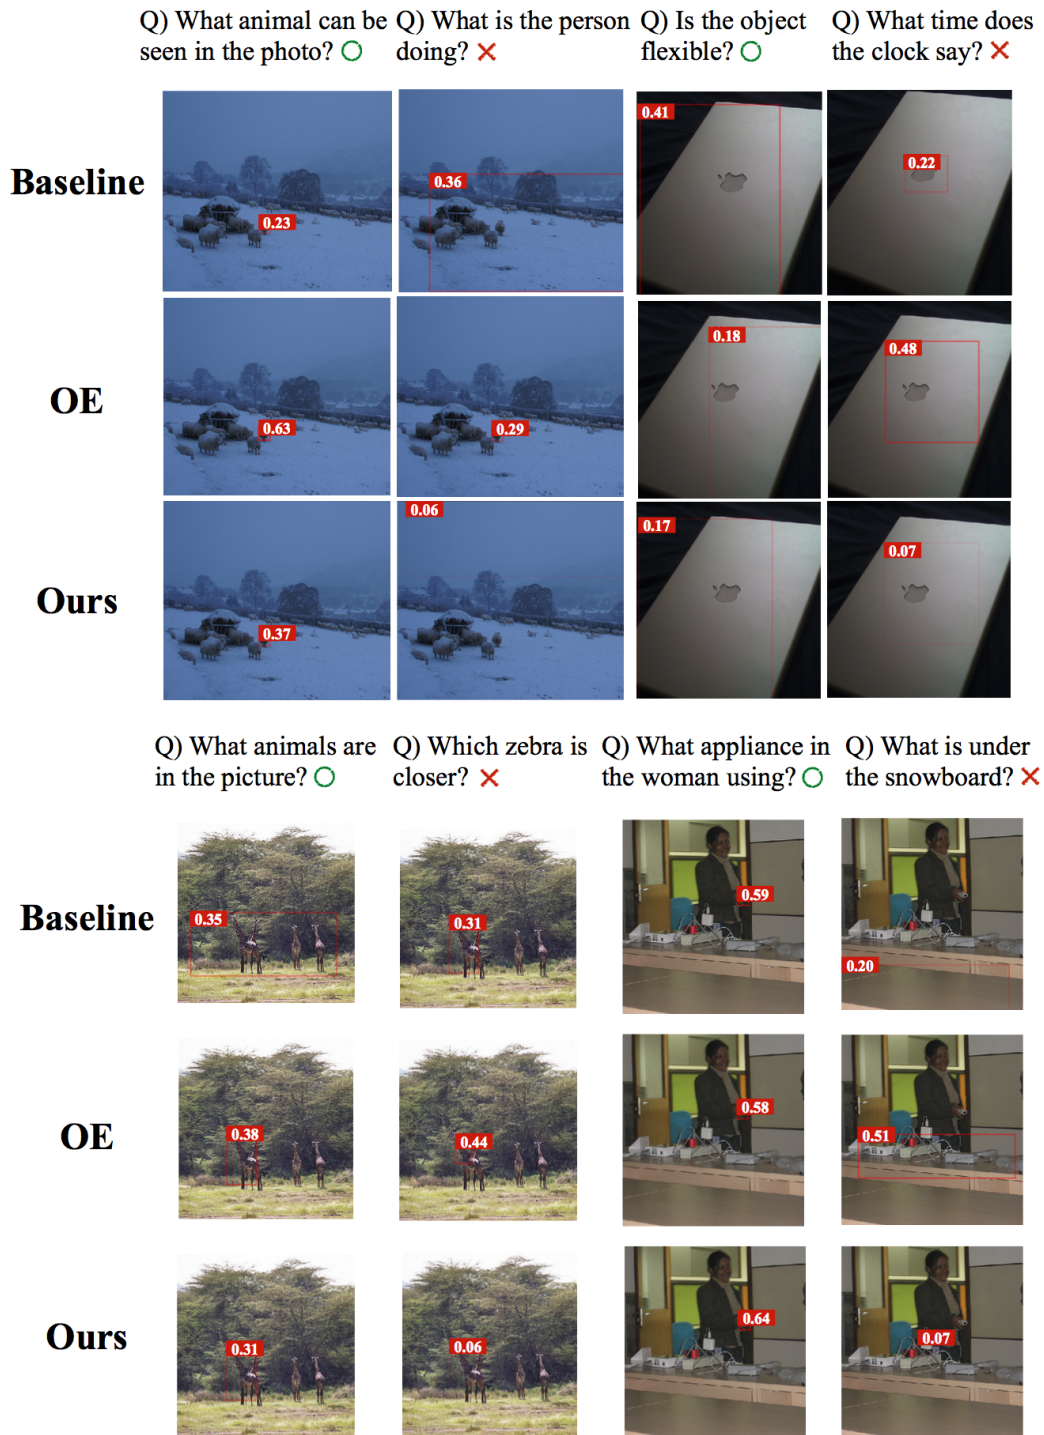 Q) What animal can be
seen in the photo?
Q) What is the person
doing?
Q) Is the object
flexible?
Q) What time does
the clock say?
Baseline
0.23
0.36
0.41
0.22
OE
0.63
0.29
0.18
0.48
Ours
0.37
0.06
0.17
0.07
Q) What animals are
in the picture?
Q) Which zebra is
closer?
Q) What appliance in
the woman using?
Q) What is under
the snowboard?
Baseline
0.35
0.31
0.59
0.20
OE
0.38
0.44
0.58
0.51
Ours
0.31
0.06
0.64
0.07